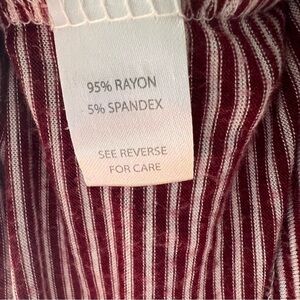 95% RAYON
5% SPANDEX
SEE REVERSE
FOR CARE